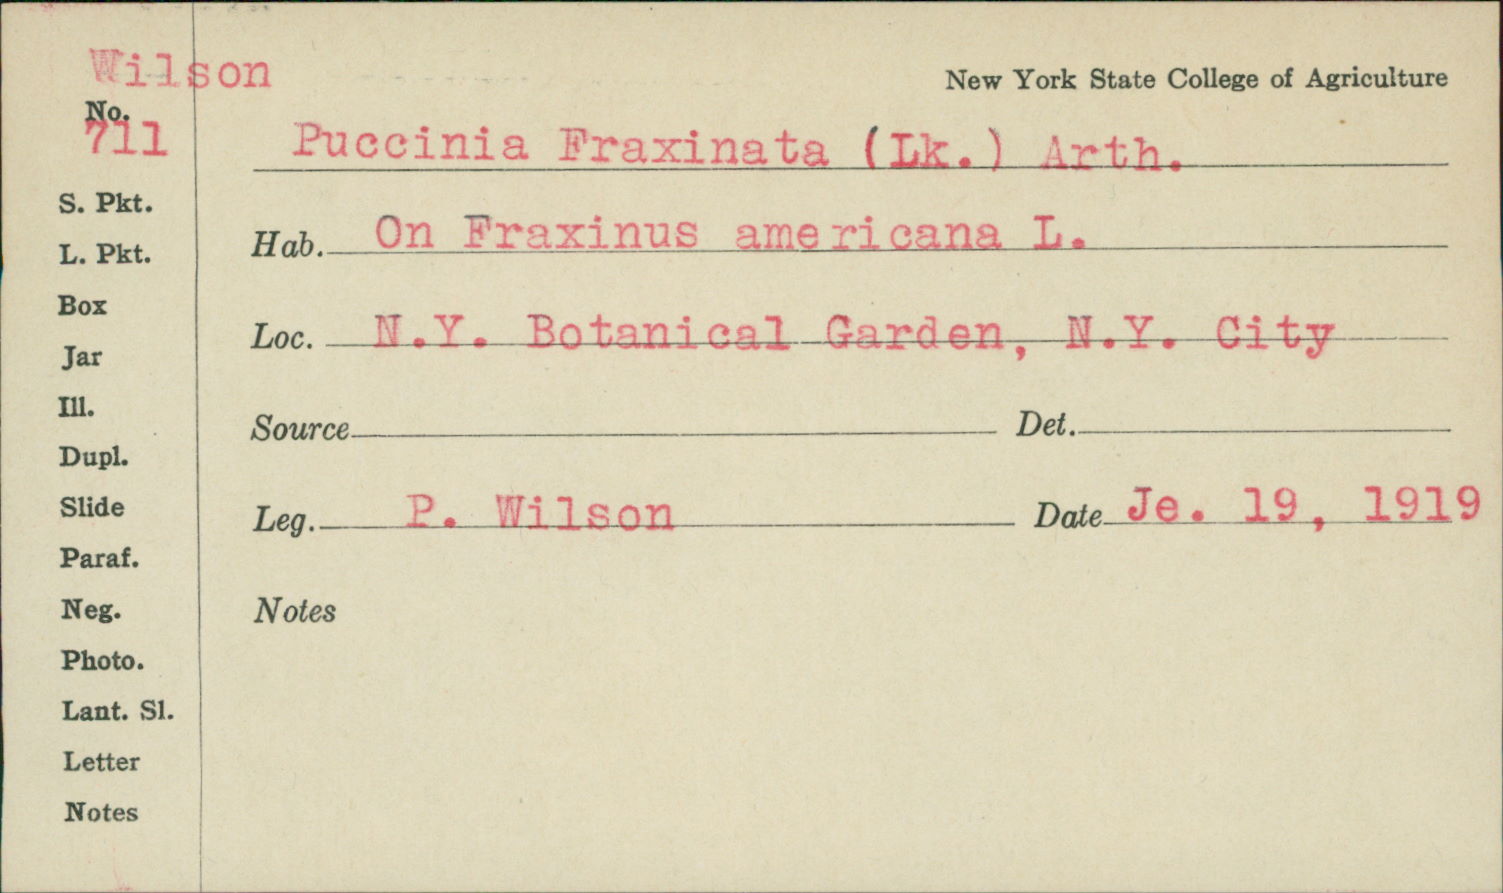 Wilson
New York State College of Agriculture
No.
711
Puccinia Fraxinata (Lk.) Arth.
S. Pkt.
Hab. On Fraxinus americana L.
L. Pkt.
Box
Loc. N.Y. Botanical Garden, N.Y. City
Jar
Ill.
Source Det.
Dupl.
Slide
Leg. P. Wilson Date Je. 19, 1919
Paraf.
Neg.
Notes
Photo.
Lant. Sl.
Letter
Notes